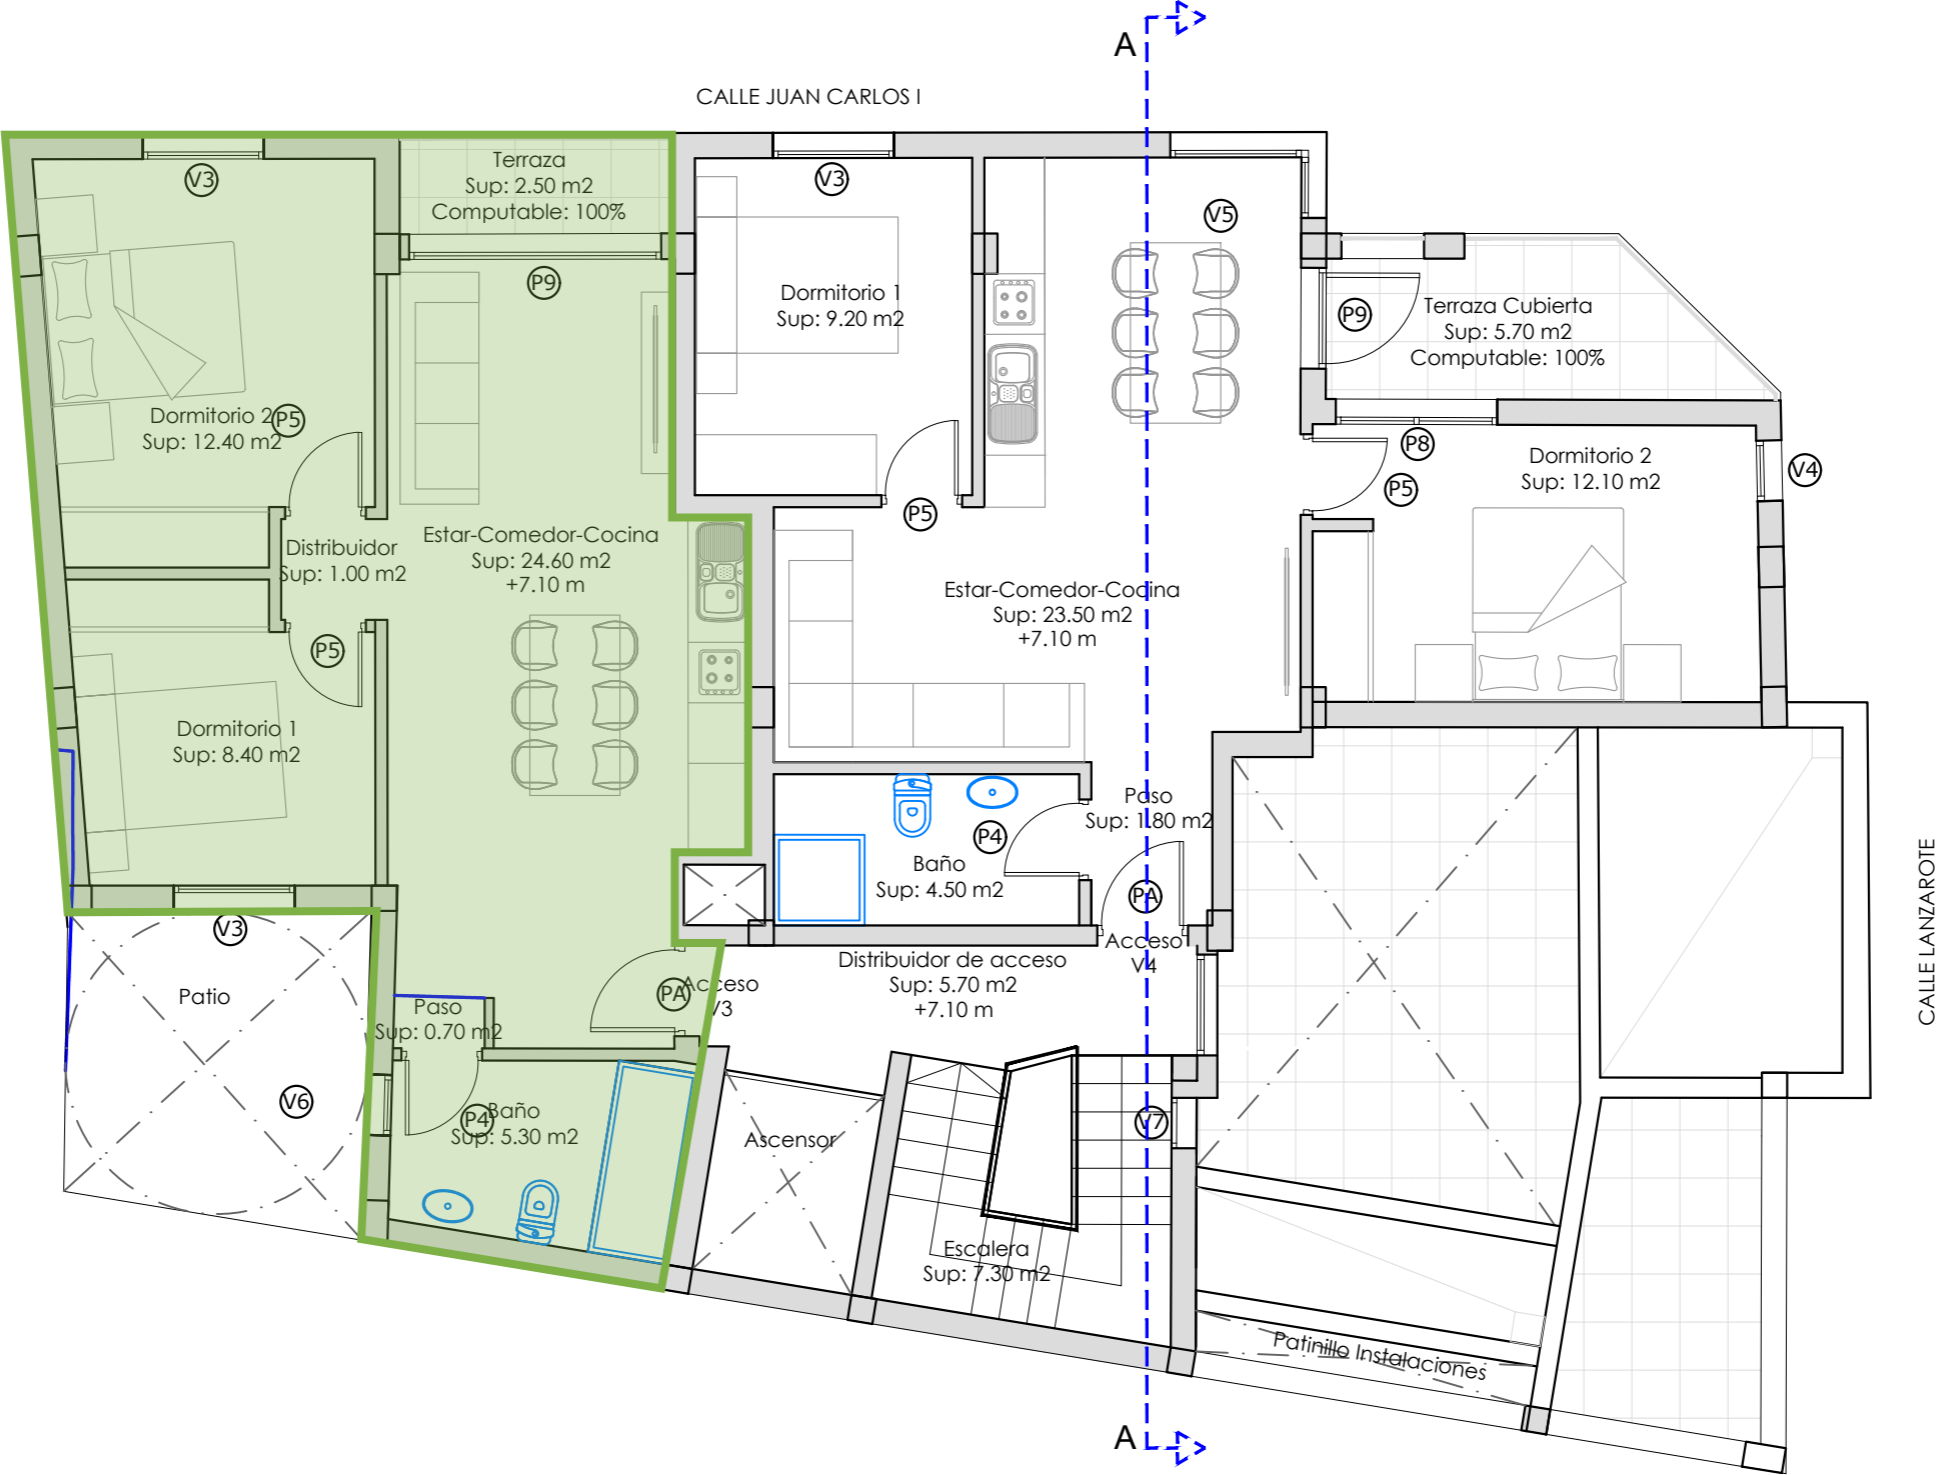 A
CALLE JUAN CARLOS I
V3
Terraza
Sup: 2.50 m2
Computable: 100%
P9
Dormitorio 2
Sup: 12.40 m2
P5
Distribuidor
Sup: 1.00 m2
Estar-Comedor-Cocina
Sup: 24.60 m2
+7.10 m
P5
Dormitorio 1
Sup: 8.40 m2
V3
Patio
V6
Paso
Sup: 0.70 m2
PA
Acceso
V3
P4
Baño
Sup: 5.30 m2
V3
Dormitorio 1
Sup: 9.20 m2
P5
V5
P9
Terraza Cubierta
Sup: 5.70 m2
Computable: 100%
P8
P5
Dormitorio 2
Sup: 12.10 m2
V4
Estar-Comedor-Cocina
Sup: 23.50 m2
+7.10 m
Paso
Sup: 1.80 m2
P4
Baño
Sup: 4.50 m2
PA
Acceso
V4
Distribuidor de acceso
Sup: 5.70 m2
+7.10 m
Ascensor
V7
Escalera
Sup: 7.30 m2
Patinillo Instalaciones
CALLE LANZAROTE
A